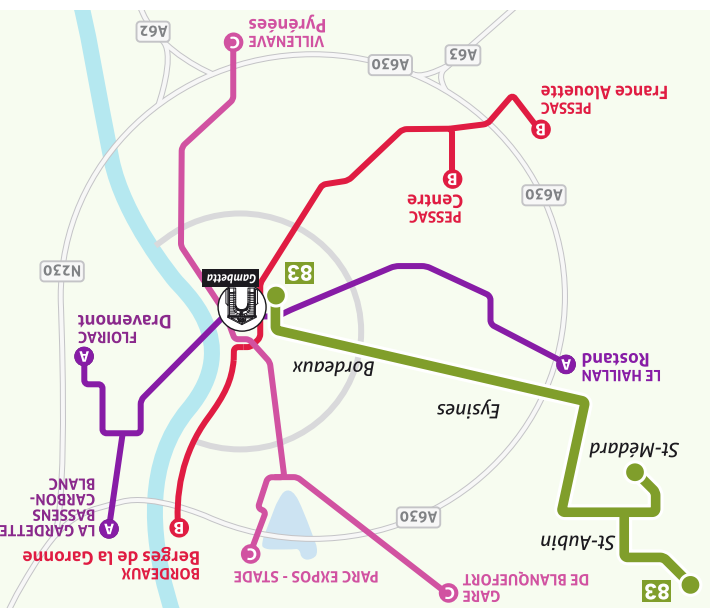 83
GARE
DE BLANQUEFORT
C
PARC EXPOS - STADE
C
BORDEAUX
Berges de la Garonne
B
St-Aubin
A630
LA GARDETTE
BASSENS
CARBON-
BLANC
A
St-Médard
Eysines
Bordeaux
LE HAILLAN
Rostand
A
A
FLOIRAC
Dravemont
83
Gambetta
N230
PESSAC
Centre
B
A630
PESSAC
France Alouette
B
A63
A630
VILLENAVE
Pyrénées
C
A62